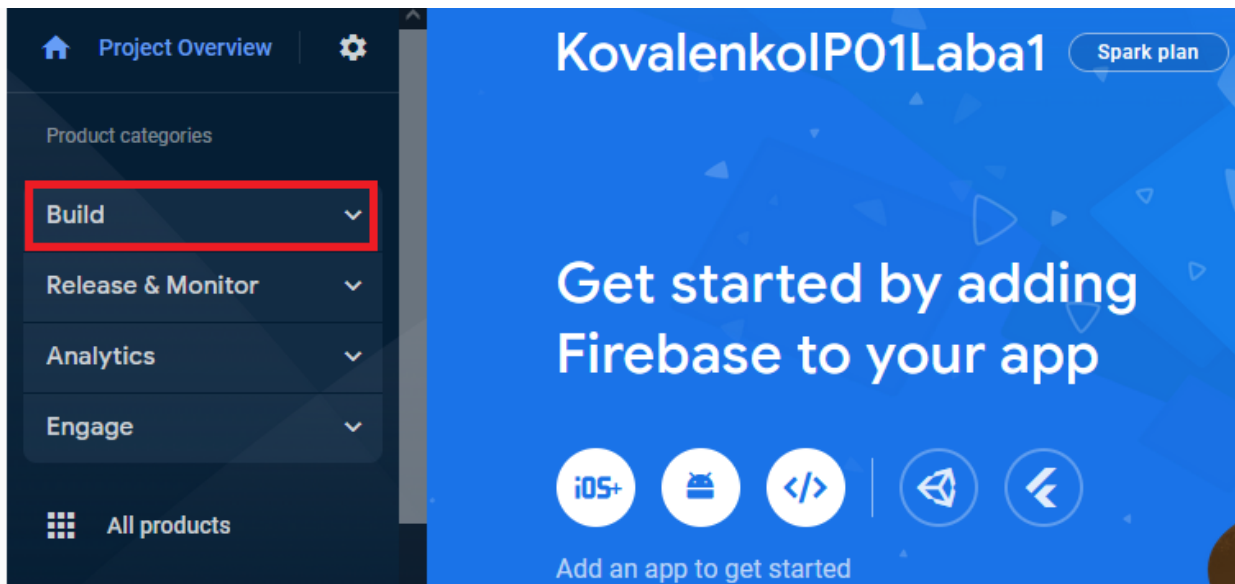 Project Overview
Product categories
Build
Release & Monitor
Analytics
Engage
All products
KovalenkoIP01Laba1
Spark plan
Get started by adding
Firebase to your app
iOS+
</>
Add an app to get started